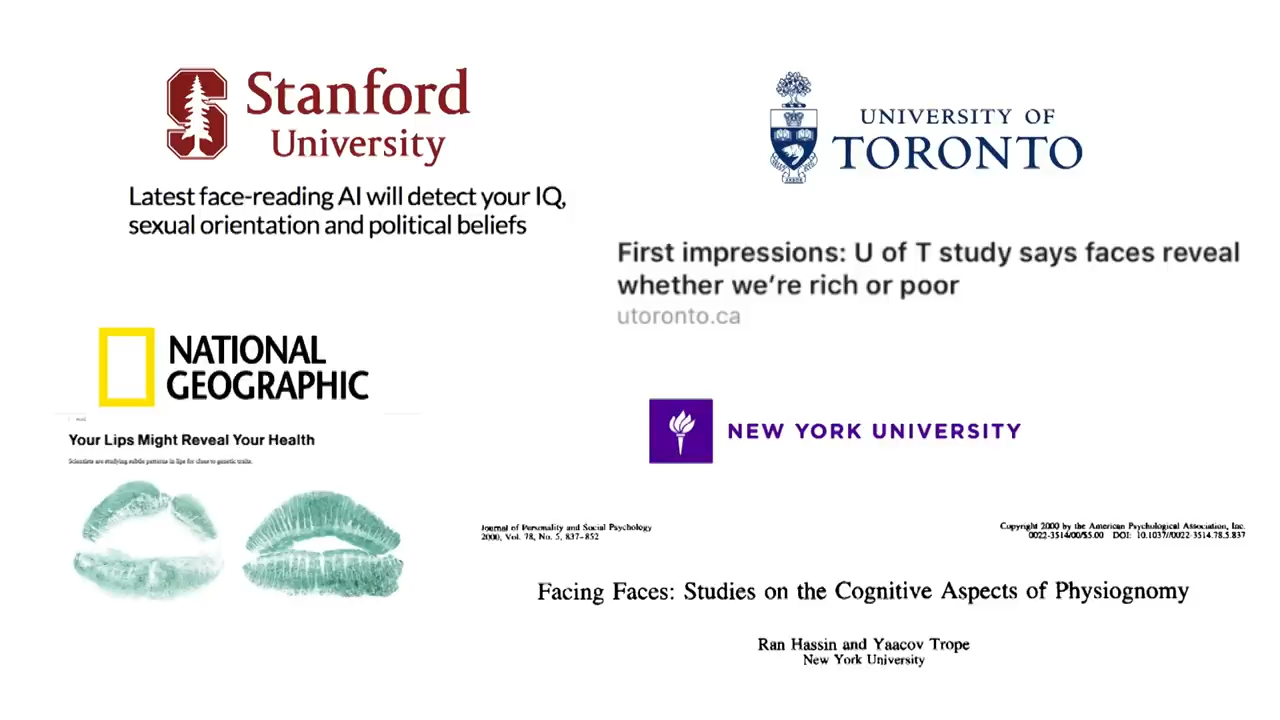 Stanford
University
Latest face-reading AI will detect your IQ,
sexual orientation and political beliefs
UNIVERSITY OF
TORONTO
First impressions: U of T study says faces reveal
whether we're rich or poor
utoronto.ca
NATIONAL
GEOGRAPHIC
Your Lips Might Reveal Your Health
Scientists are studying subtle patterns in lips for clues to genetic traits.
NEW YORK UNIVERSITY
Journal of Personality and Social Psychology
2000, Vol. 78, No. 5, 837-852
Copyright 2000 by the American Psychological Association, Inc.
0022-3514/00/$5.00 DOI: 10.1037//0022-3514.78.5.837
Facing Faces: Studies on the Cognitive Aspects of Physiognomy
Ran Hassin and Yaacov Trope
New York University